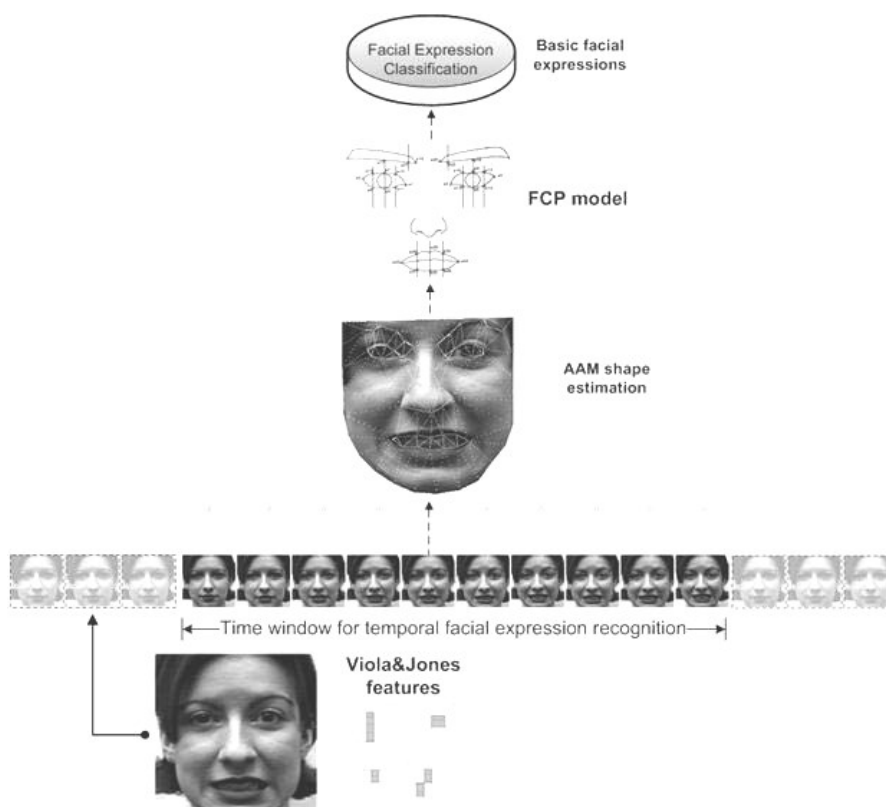 Facial Expression
Classification
Basic facial
expressions
FCP model
AAM shape
estimation
Time window for temporal facial expression recognition
Viola&Jones
features